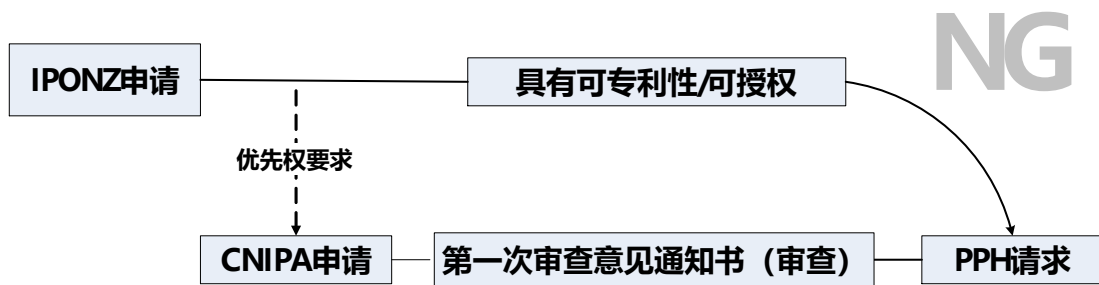 NG
IPONZ申请
具有可专利性/可授权
优先权要求
CNIPA申请
第一次审查意见通知书（审查）
PPH请求